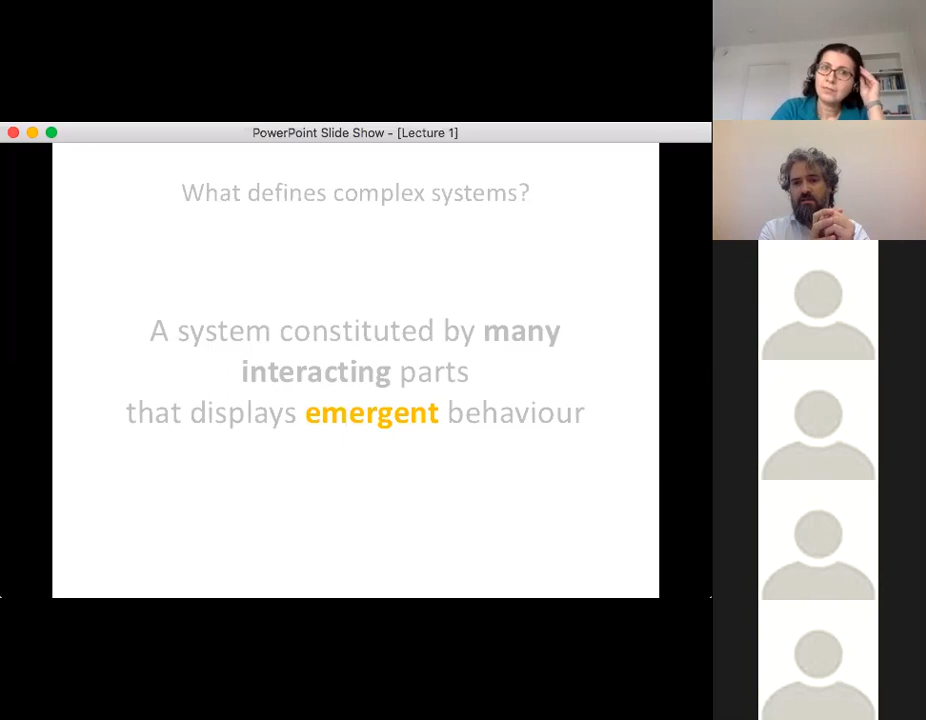 PowerPoint Slide Show - [Lecture 1]
What defines complex systems?
A system constituted by many
interacting parts
that displays emergent behaviour